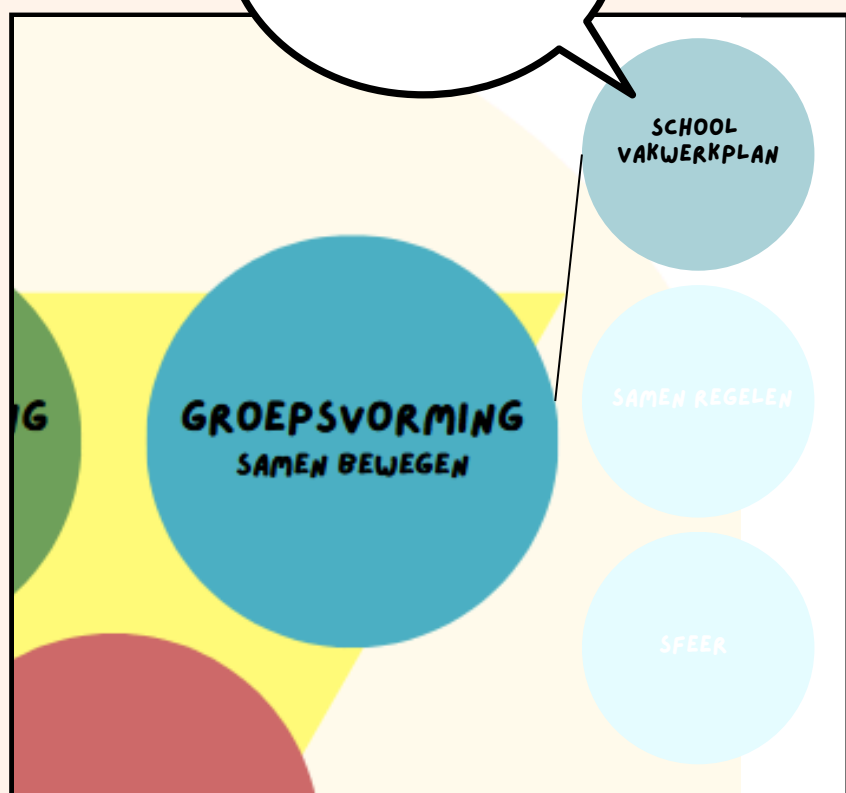 SCHOOL
VAKWERKPLAN
SAMEN REGELEN
GROEPSVORMING
SAMEN BEWEGEN
SFEER